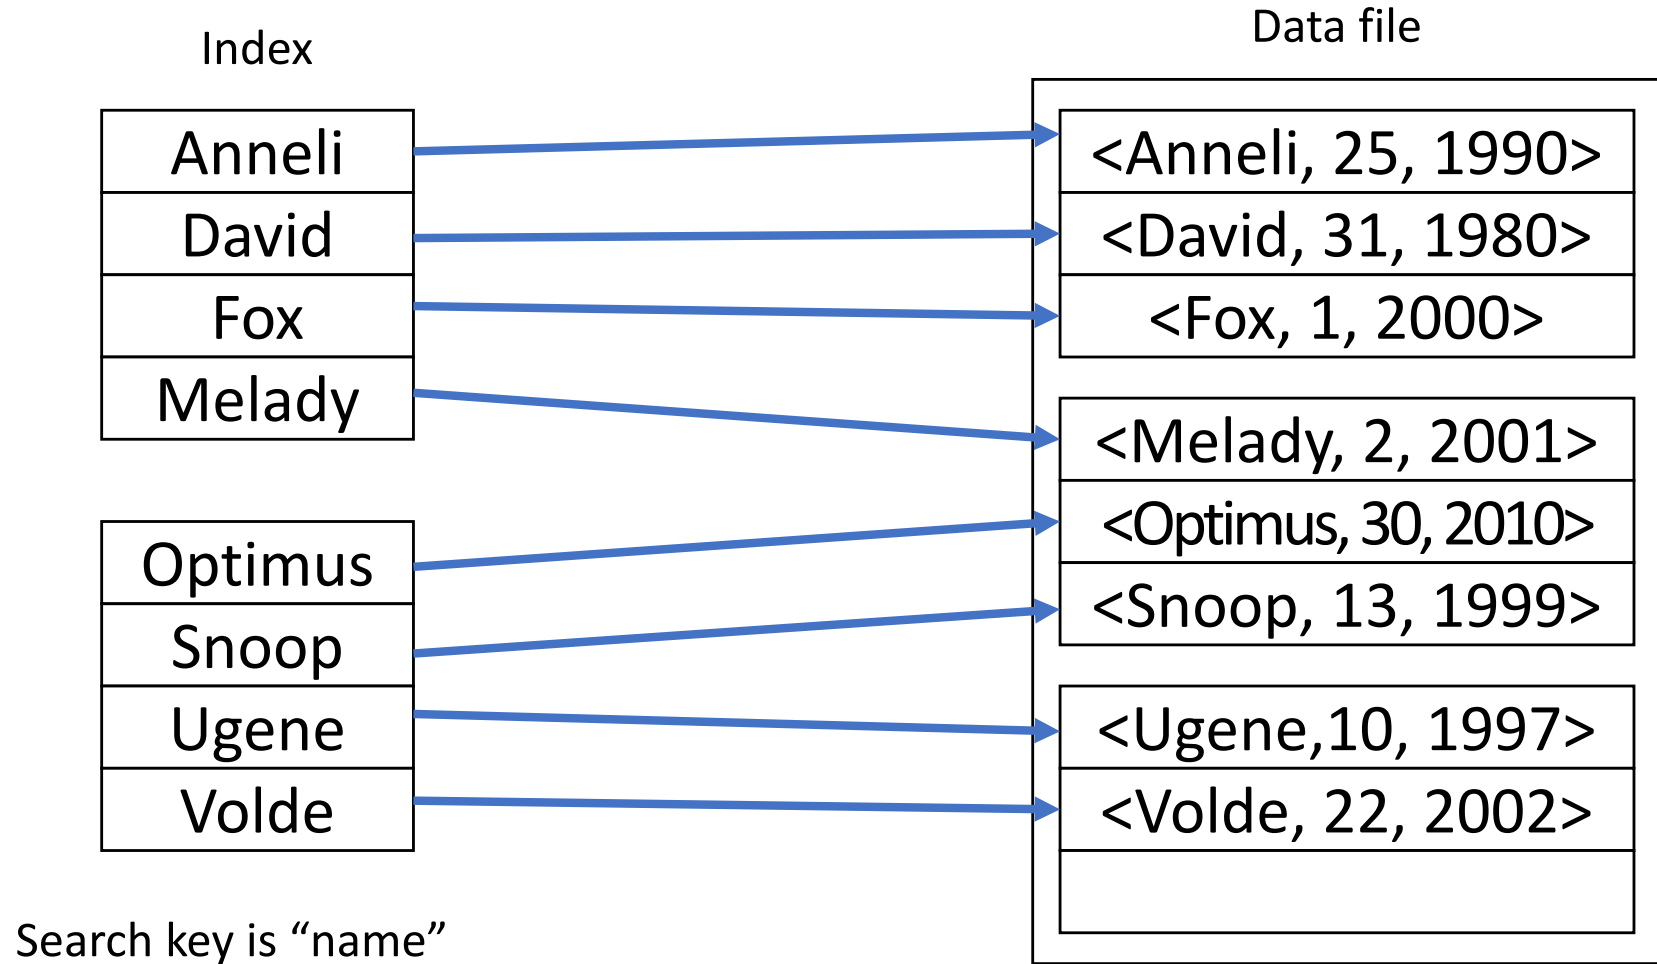 Index
Data file
Anneli
David
Fox
Melady
Optimus
Snoop
Ugene
Volde
<Anneli, 25, 1990>
<David, 31, 1980>
<Fox, 1, 2000>
<Melady, 2, 2001>
<Optimus, 30, 2010>
<Snoop, 13, 1999>
<Ugene,10, 1997>
<Volde, 22, 2002>
Search key is “name”